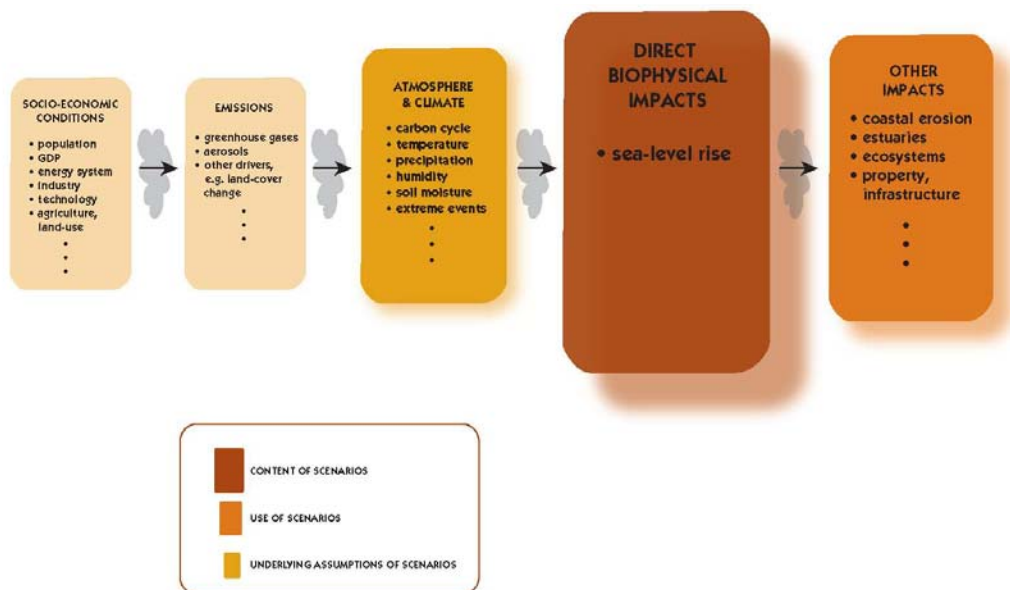 SOCIO-ECONOMIC
CONDITIONS
• population
• GDP
• energy system
• industry
• technology
• agriculture,
land-use
•
•
•
EMISSIONS
• greenhouse gases
• aerosols
• other drivers,
e.g. land-cover
change
•
•
•
ATMOSPHERE
& CLIMATE
• carbon cycle
• temperature
• precipitation
• humidity
• soil moisture
• extreme events
•
•
•
DIRECT
BIOPHYSICAL
IMPACTS
• sea-level rise
OTHER
IMPACTS
• coastal erosion
• estuaries
• ecosystems
• property,
infrastructure
•
•
•
CONTENT OF SCENARIOS
USE OF SCENARIOS
UNDERLYING ASSUMPTIONS OF SCENARIOS